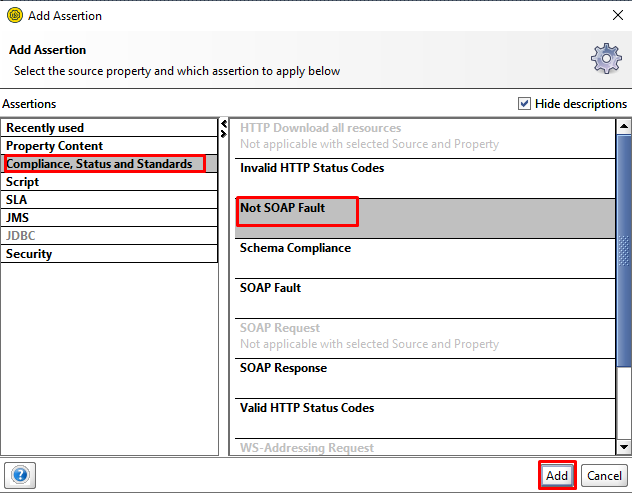 Add Assertion
Add Assertion
Select the source property and which assertion to apply below
Assertions
Hide descriptions
Recently used
Property Content
Compliance, Status and Standards
Script
SLA
JMS
JDBC
Security
HTTP Download all resources
Not applicable with selected Source and Property
Invalid HTTP Status Codes
Not SOAP Fault
Schema Compliance
SOAP Fault
SOAP Request
Not applicable with selected Source and Property
SOAP Response
Valid HTTP Status Codes
WS-Addressing Request
?
Add
Cancel